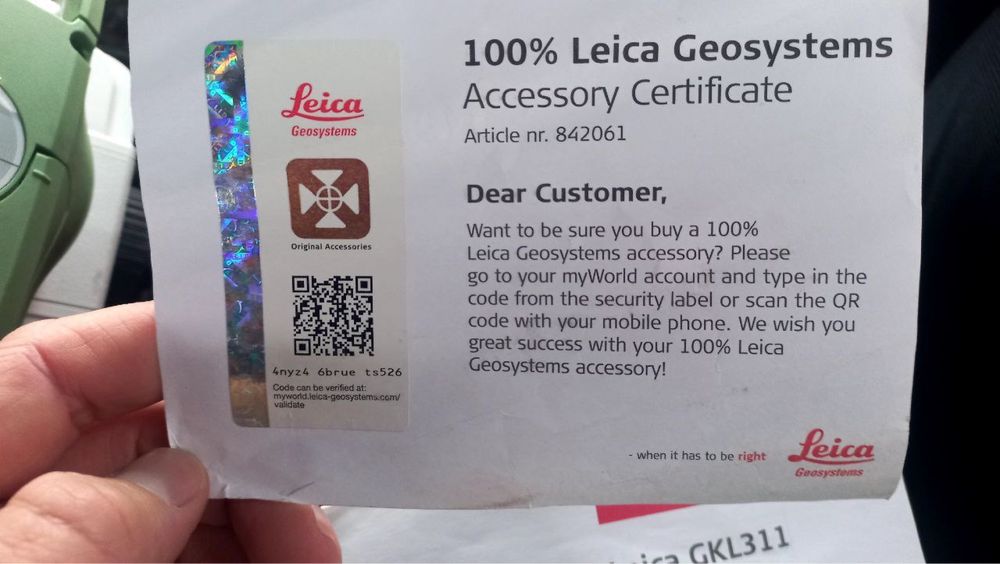 Leica
Geosystems
Original Accessories
4nyz4 6brue ts526
Code can be verified at:
myworld.leica-geosystems.com/
validate
100% Leica Geosystems
Accessory Certificate
Article nr. 842061
Dear Customer,
Want to be sure you buy a 100%
Leica Geosystems accessory? Please
go to your myWorld account and type in the
code from the security label or scan the QR
code with your mobile phone. We wish you
great success with your 100% Leica
Geosystems accessory!
- when it has to be right
Leica
Geosystems
GKL311